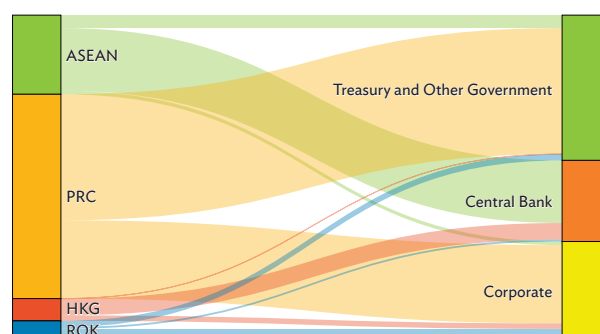 ASEAN
Treasury and Other Government
PRC
Central Bank
Corporate
HKG
ROK